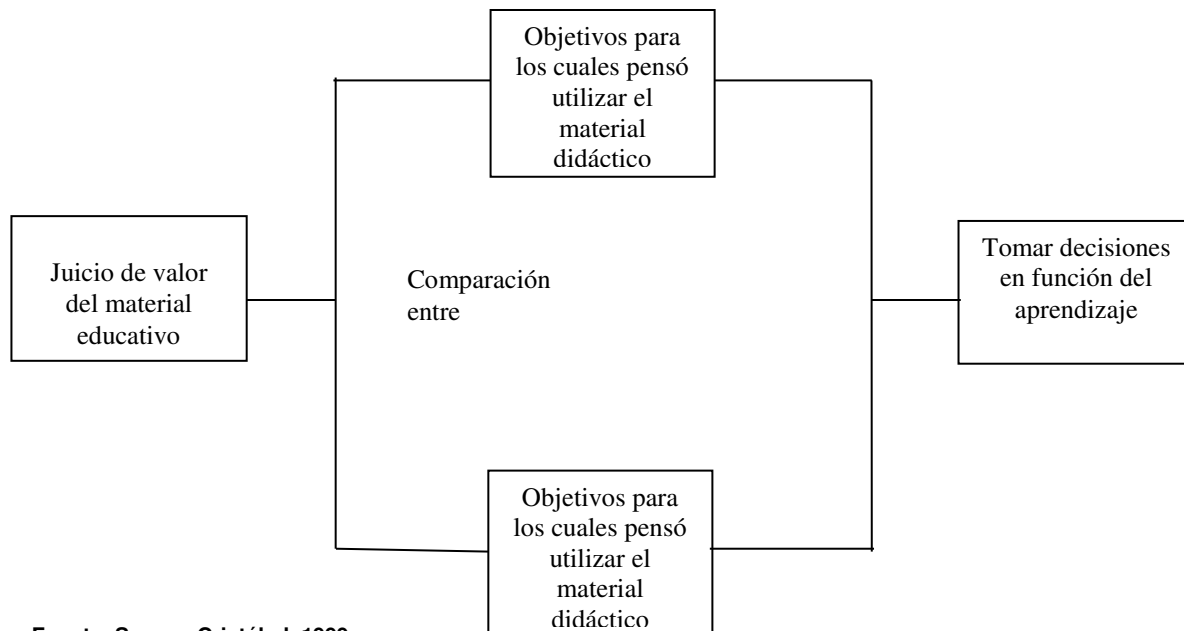 Objetivos para
los cuales pensó
utilizar el
material
didáctico
Juicio de valor
del material
educativo
Comparación
entre
Tomar decisiones
en función del
aprendizaje
Objetivos para
los cuales pensó
utilizar el
material
didáctico